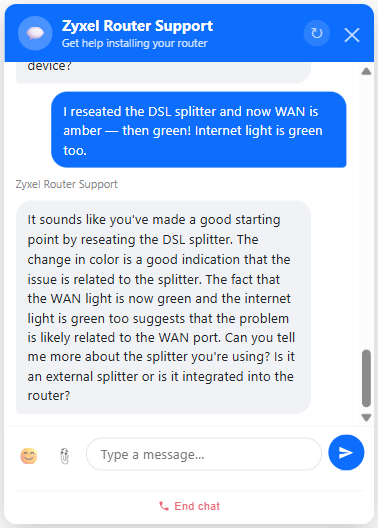 Zyxel Router Support
Get help installing your router
device?
I reseated the DSL splitter and now WAN is
amber — then green! Internet light is green
too.
Zyxel Router Support
It sounds like you've made a good starting
point by reseating the DSL splitter. The
change in color is a good indication that the
issue is related to the splitter. The fact that
the WAN light is now green and the internet
light is green too suggests that the problem
is likely related to the WAN port. Can you tell
me more about the splitter you're using? Is it
an external splitter or is it integrated into the
router?
Type a message...
End chat